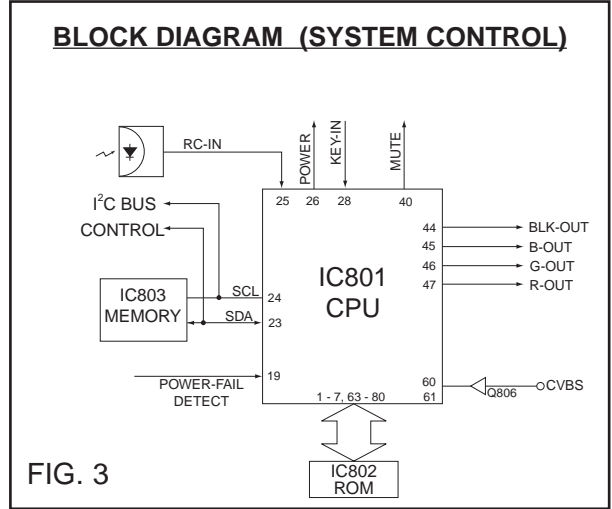 BLOCK DIAGRAM (SYSTEM CONTROL)
RC-IN
POWER
KEY-IN
MUTE
25 26 28 40
I²C BUS
CONTROL
IC803
MEMORY
SCL
24
SDA
23
IC801
CPU
44 BLK-OUT
45 B-OUT
46 G-OUT
47 R-OUT
19
POWER-FAIL
DETECT
1 - 7, 63 - 80
60
61
Q806
CVBS
IC802
ROM
FIG. 3